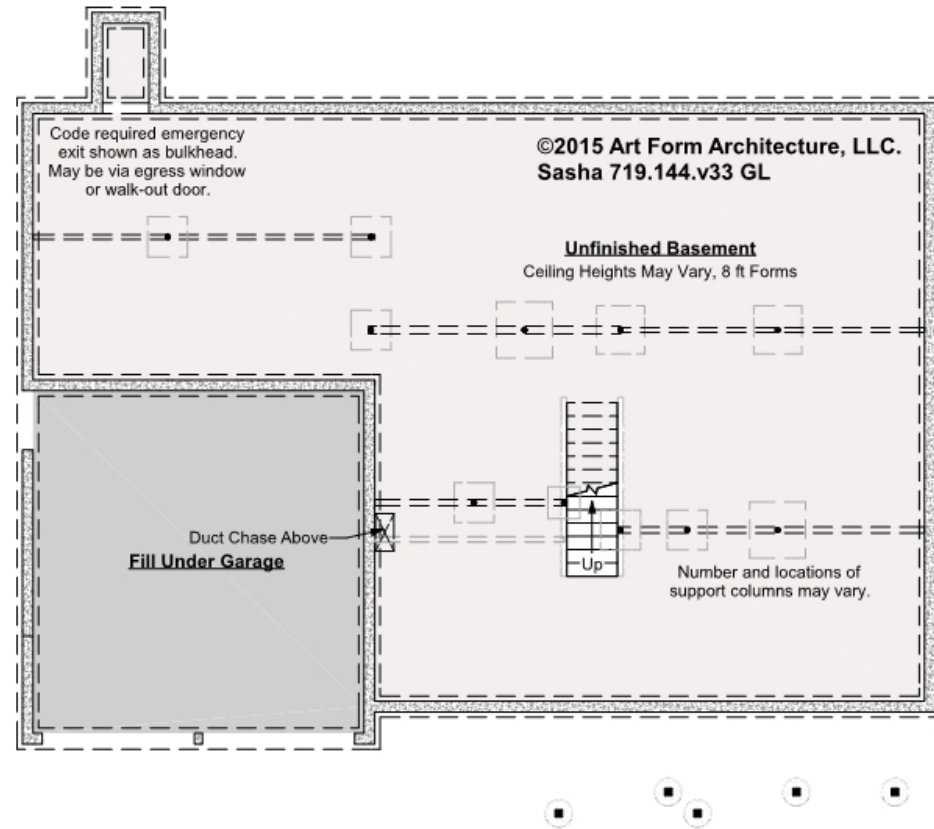 Code required emergency
exit shown as bulkhead.
May be via egress window
or walk-out door.
©2015 Art Form Architecture, LLC.
Sasha 719.144.v33 GL
Unfinished Basement
Ceiling Heights May Vary, 8 ft Forms
Duct Chase Above
Fill Under Garage
Up
Number and locations of
support columns may vary.